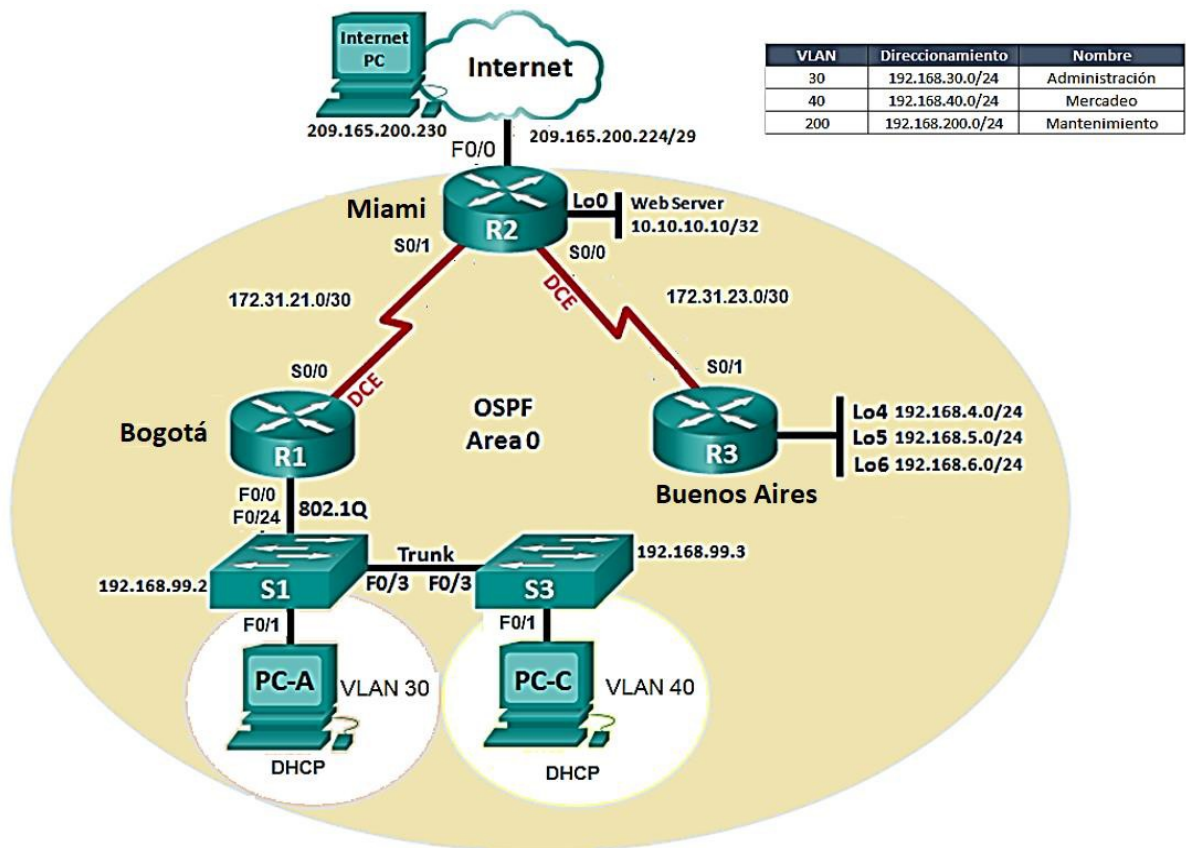 Internet
PC
Internet
209.165.200.230
209.165.200.224/29
VLAN Direccionamiento Nombre
30 192.168.30.0/24 Administración
40 192.168.40.0/24 Mercadeo
200 192.168.200.0/24 Mantenimiento
F0/0
Miami
R2
Lo0
Web Server
10.10.10.10/32
S0/1
S0/0
DCE
172.31.21.0/30
172.31.23.0/30
S0/0
DCE
S0/1
Bogotá
R1
OSPF
Area 0
R3
Buenos Aires
Lo4 192.168.4.0/24
Lo5 192.168.5.0/24
Lo6 192.168.6.0/24
F0/0
F0/24
802.1Q
192.168.99.2
S1
Trunk
F0/3 F0/3
S3
192.168.99.3
F0/1
F0/1
PC-A
VLAN 30
DHCP
PC-C
VLAN 40
DHCP